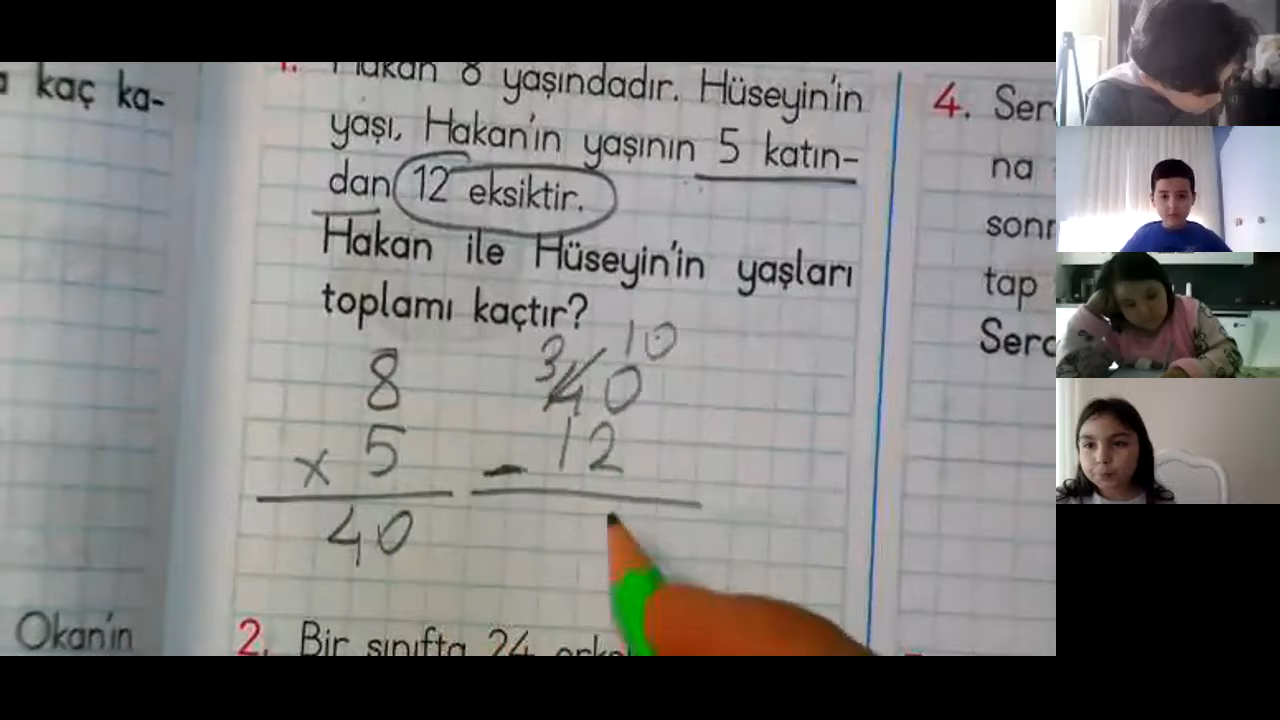 kaç ka-
Okan'ın
1. Hakan 8 yaşındadır. Hüseyin'in
yaşı, Hakan'ın yaşının 5 katın-
dan 12 eksiktir.
Hakan ile Hüseyin'in yaşları
toplamı kaçtır?
8
x 5
40
3 10
40
- 12
2. Bir sınıfta 24
4. Ser
na
sonr
tap
Serc